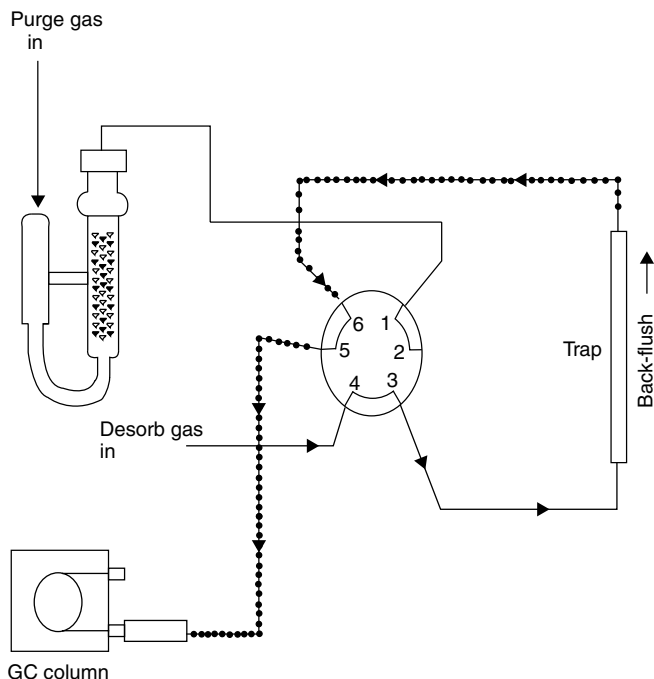 Purge gas
in
6
1
5
2
4
3
Trap
Back-flush
Desorb gas
in
GC column